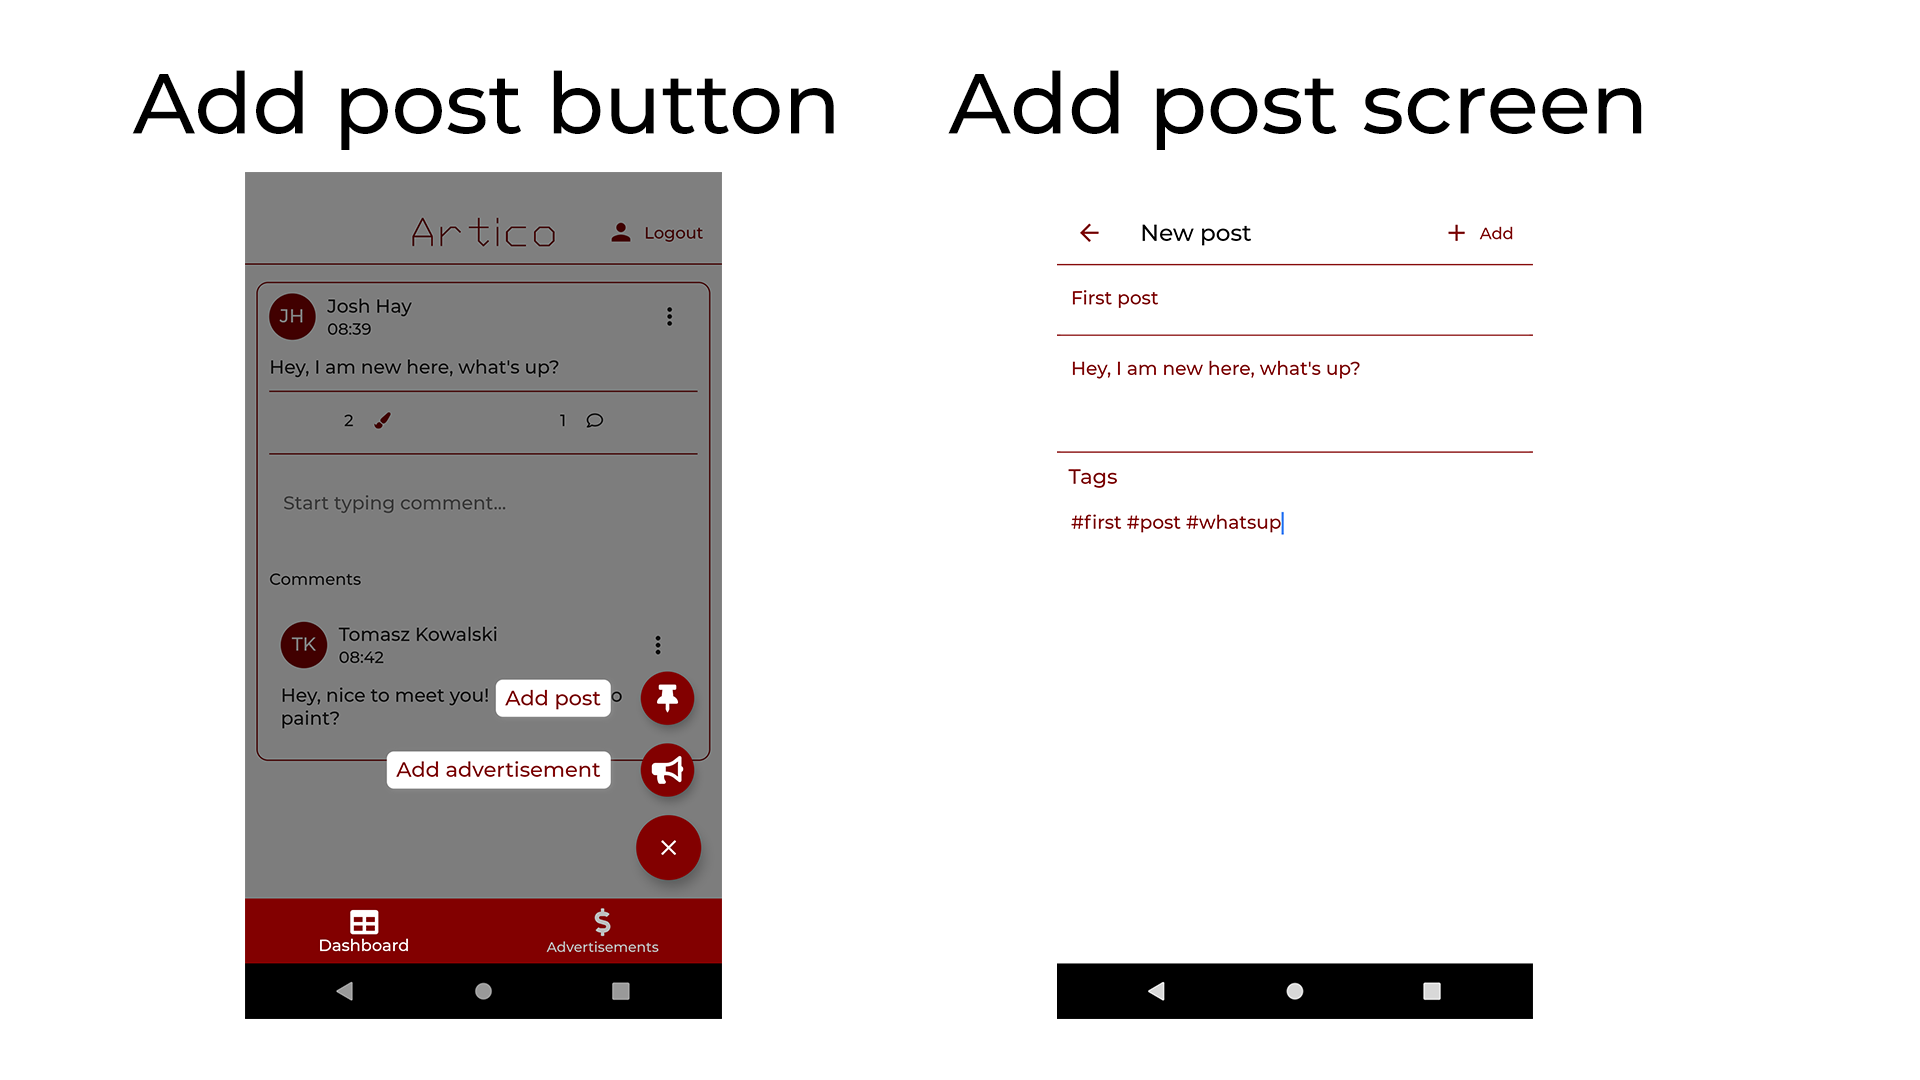 Add post button
Artico
Logout
JH
Josh Hay
08:39
Hey, I am new here, what's up?
2
1
Start typing comment...
Comments
TK
Tomasz Kowalski
08:42
Hey, nice to meet you!
paint?
Add post
Add advertisement
Dashboard
Advertisements
Add post screen
New post
Add
First post
Hey, I am new here, what's up?
Tags
#first #post #whatsup